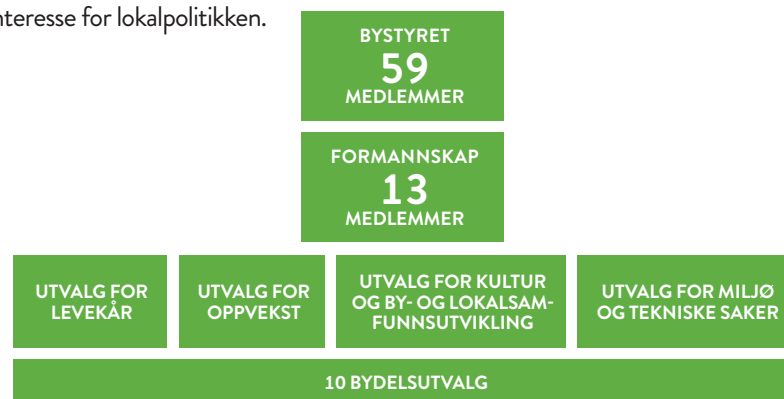 interesse for lokalpolitikken.
BYSTYRET
59
MEDLEMMER
FORMANNSKAP
13
MEDLEMMER
UTVALG FOR
LEVEKÅR
UTVALG FOR
OPPVEKST
UTVALG FOR KULTUR
OG BY- OG LOKALSAM-
FUNNSUTVIKLING
UTVALG FOR MILJØ
OG TEKNISKE SAKER
10 BYDELSUTVALG